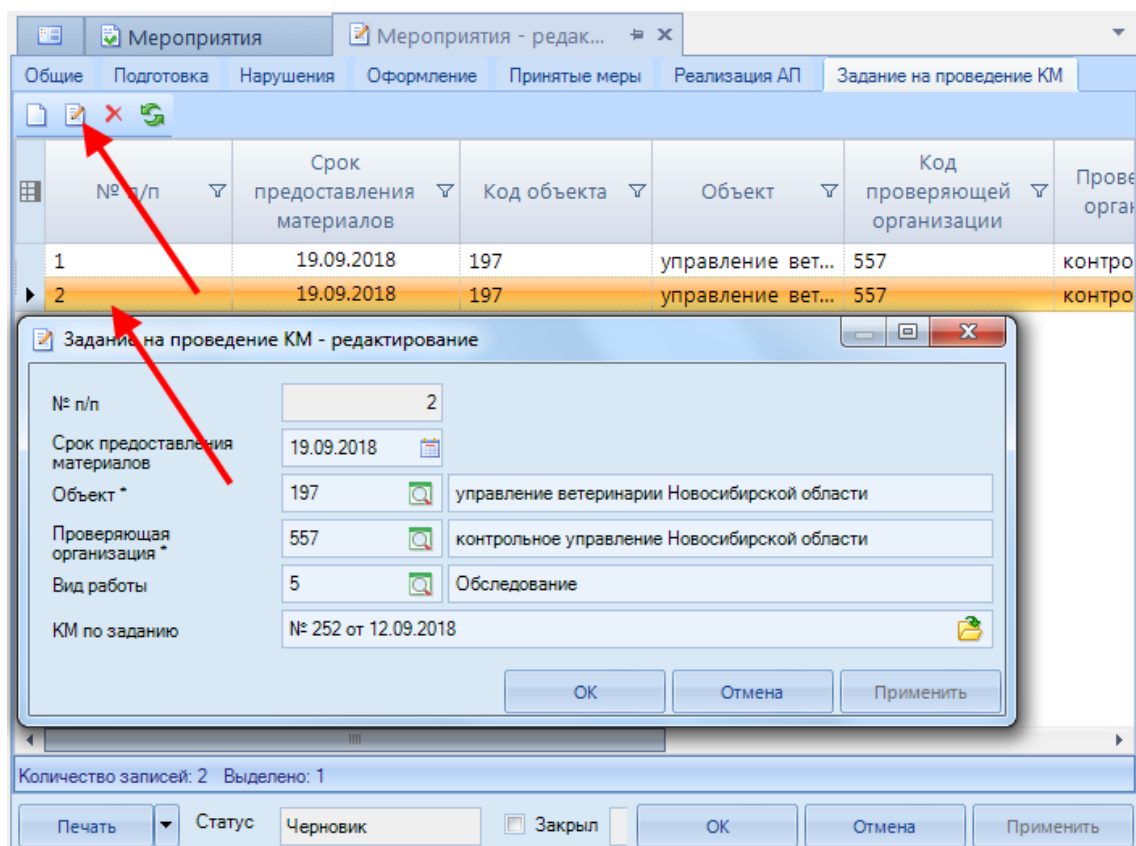 Мероприятия
Мероприятия - редак...
Общие Подготовка Нарушения Оформление Принятые меры Реализация АП Задание на проведение КМ
№ п/п
Срок предоставления материалов
Код объекта
Объект
Код проверяющей организации
1 19.09.2018 197 управление вет... 557
2 19.09.2018 197 управление вет... 557
Задание на проведение КМ - редактирование
№ п/п 2
Срок предоставления материалов 19.09.2018
Объект * 197 управление ветеринарии Новосибирской области
Проверяющая организация * 557 контрольное управление Новосибирской области
Вид работы 5 Обследование
КМ по заданию № 252 от 12.09.2018
ОК Отмена Применить
Количество записей: 2 Выделено: 1
Печать Статус Черновик Закрыл ОК Отмена Применить